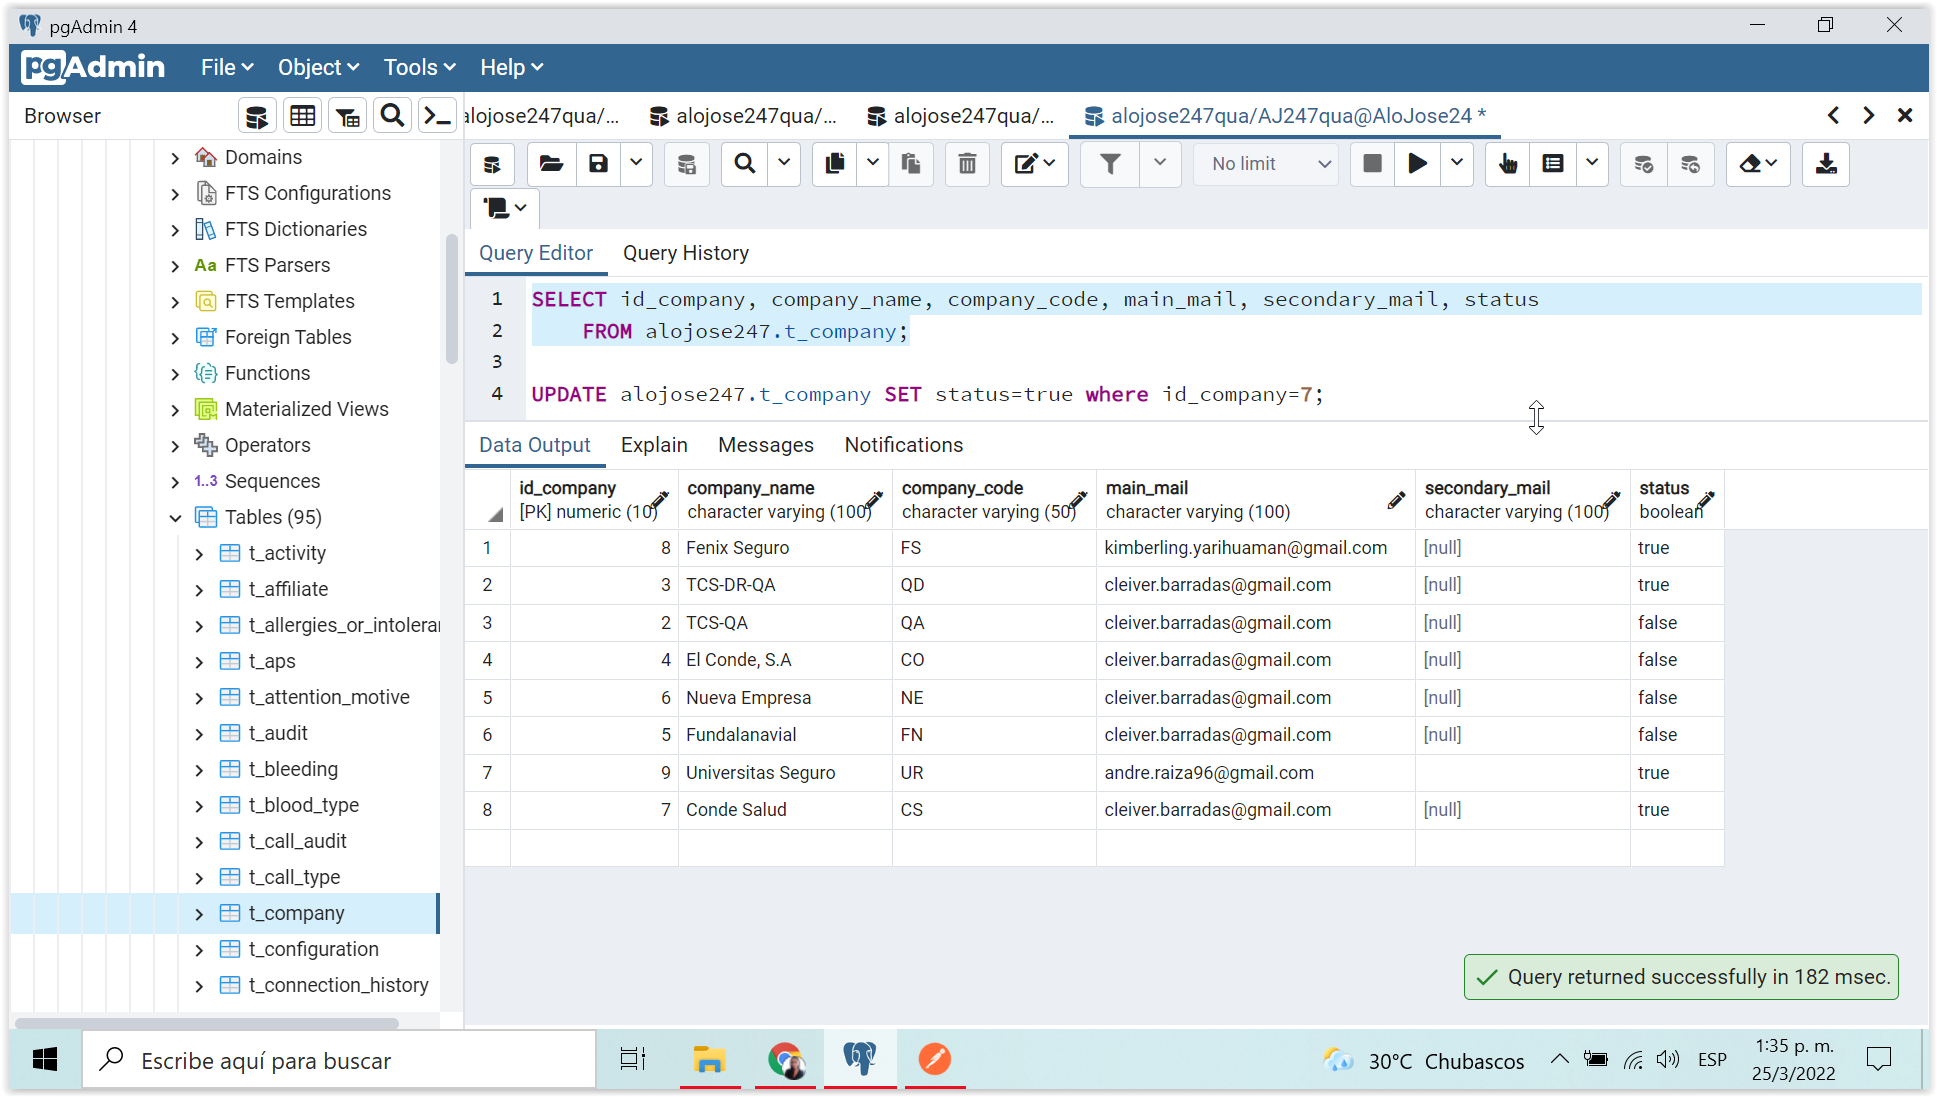 pgAdmin 4
pgAdmin File Object Tools Help
Browser
alojose247qua/... alojose247qua/... alojose247qua/... alojose247qua/AJ247qua@AloJose24 *
No limit
Query Editor Query History
1 SELECT id_company, company_name, company_code, main_mail, secondary_mail, status
2 FROM alojose247.t_company;
3
4 UPDATE alojose247.t_company SET status=true where id_company=7;
Data Output Explain Messages Notifications
id_company company_name company_code main_mail secondary_mail status
[PK] numeric (10) character varying (100) character varying (50) character varying (100) character varying (100) boolean
1 8 Fenix Seguro FS kimberling.yarihuaman@gmail.com [null] true
2 3 TCS-DR-QA QD cleiver.barradas@gmail.com [null] true
3 2 TCS-QA QA cleiver.barradas@gmail.com [null] false
4 4 El Conde, S.A CO cleiver.barradas@gmail.com [null] false
5 6 Nueva Empresa NE cleiver.barradas@gmail.com [null] false
6 5 Fundalanavial FN cleiver.barradas@gmail.com [null] false
7 9 Universitas Seguro UR andre.raiza96@gmail.com true
8 7 Conde Salud CS cleiver.barradas@gmail.com [null] true
Domains
FTS Configurations
FTS Dictionaries
Aa FTS Parsers
FTS Templates
Foreign Tables
Functions
Materialized Views
Operators
1..3 Sequences
Tables (95)
t_activity
t_affiliate
t_allergies_or_intolerar
t_aps
t_attention_motive
t_audit
t_bleeding
t_blood_type
t_call_audit
t_call_type
t_company
t_configuration
t_connection_history
Query returned successfully in 182 msec.
Escribe aquí para buscar
30°C Chubascos
ESP
1:35 p. m.
25/3/2022